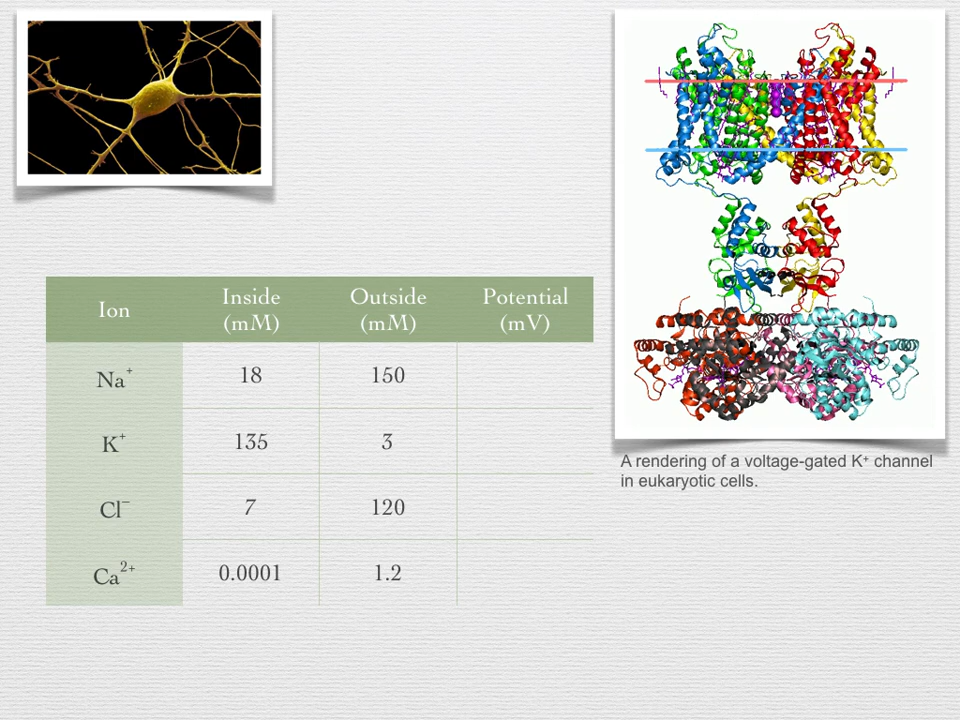 Ion Inside (mM) Outside (mM) Potential (mV)
Na⁺ 18 150
K⁺ 135 3
Cl⁻ 7 120
Ca²⁺ 0.0001 1.2
A rendering of a voltage-gated K⁺ channel
in eukaryotic cells.